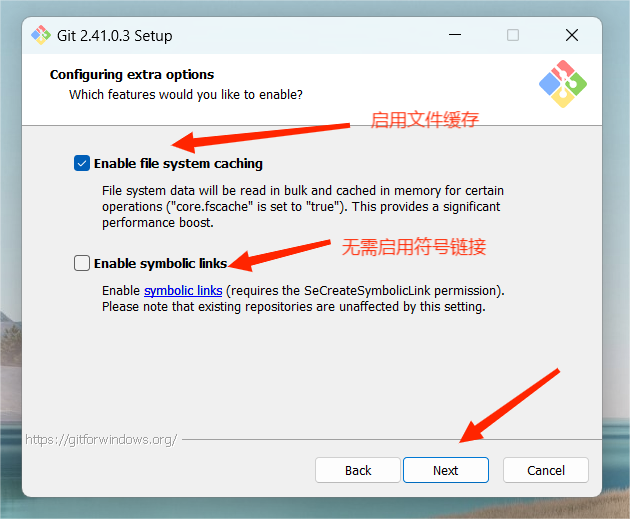 Git 2.41.0.3 Setup
Configuring extra options
Which features would you like to enable?
启用文件缓存
Enable file system caching
File system data will be read in bulk and cached in memory for certain
operations ("core.fscache" is set to "true"). This provides a significant
performance boost.
无需启用符号链接
Enable symbolic links
Enable symbolic links (requires the SeCreateSymbolicLink permission).
Please note that existing repositories are unaffected by this setting.
https://gitforwindows.org/
Back
Next
Cancel